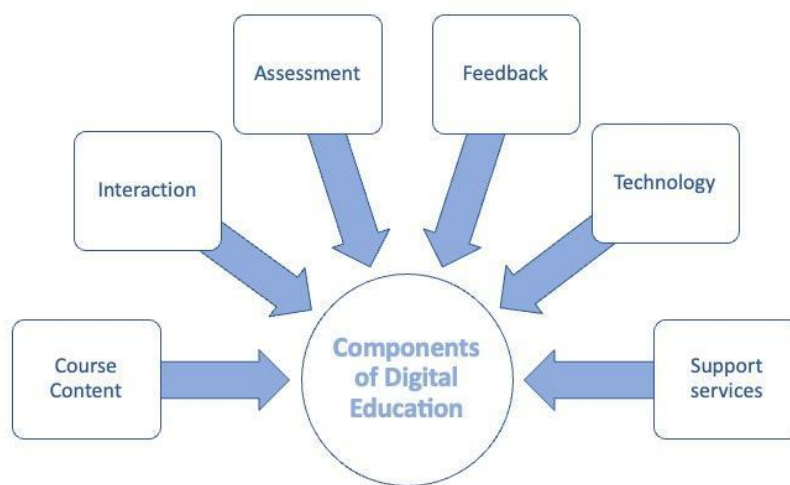 Assessment
Feedback
Interaction
Technology
Course
Content
Components
of Digital
Education
Support
services